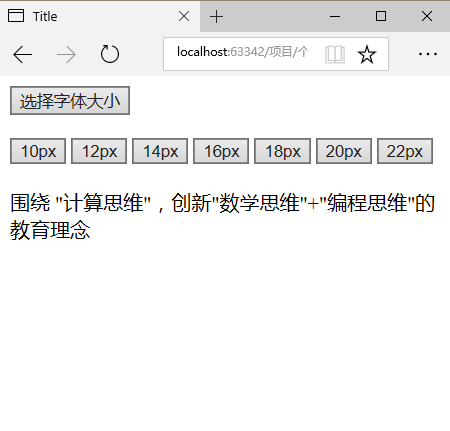 Title
localhost:63342/项目/个
选择字体大小
10px 12px 14px 16px 18px 20px 22px
围绕 "计算思维"，创新"数学思维"+"编程思维"的
教育理念